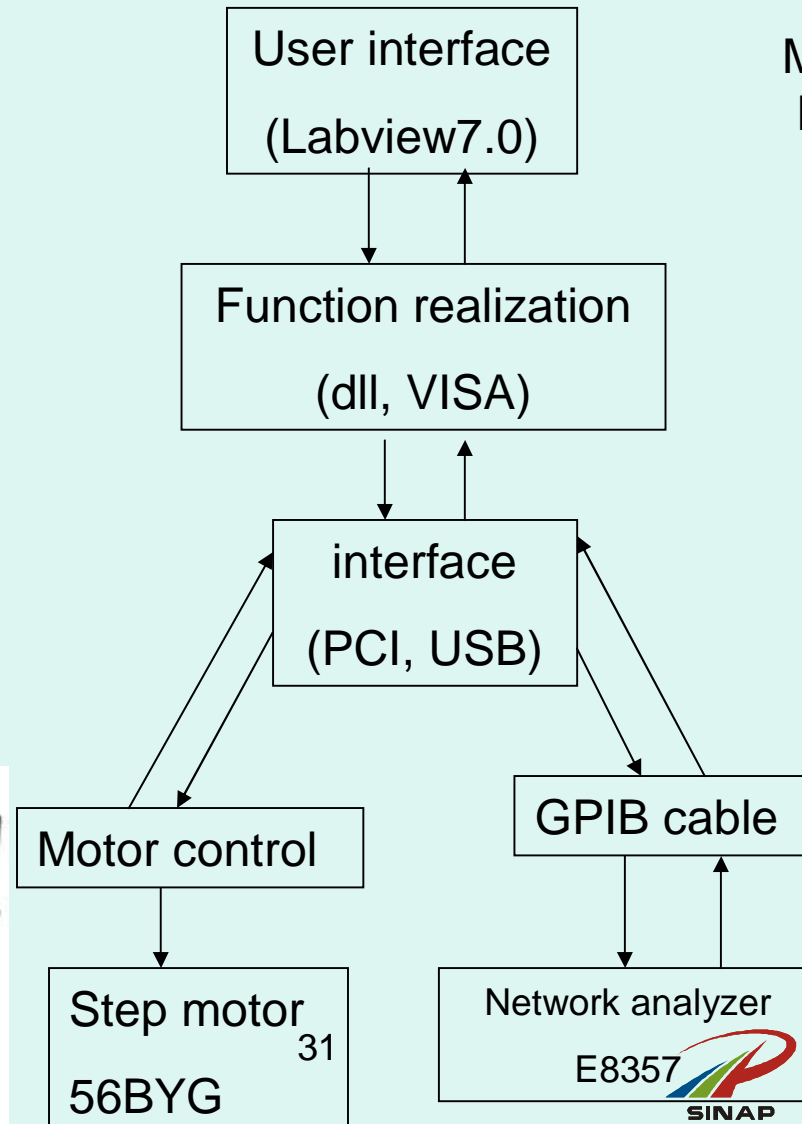 User interface
(Labview7.0)
Function realization
(dll, VISA)
interface
(PCI, USB)
Motor control
GPIB cable
Step motor
31
56BYG
Network analyzer
E8357
SINAP